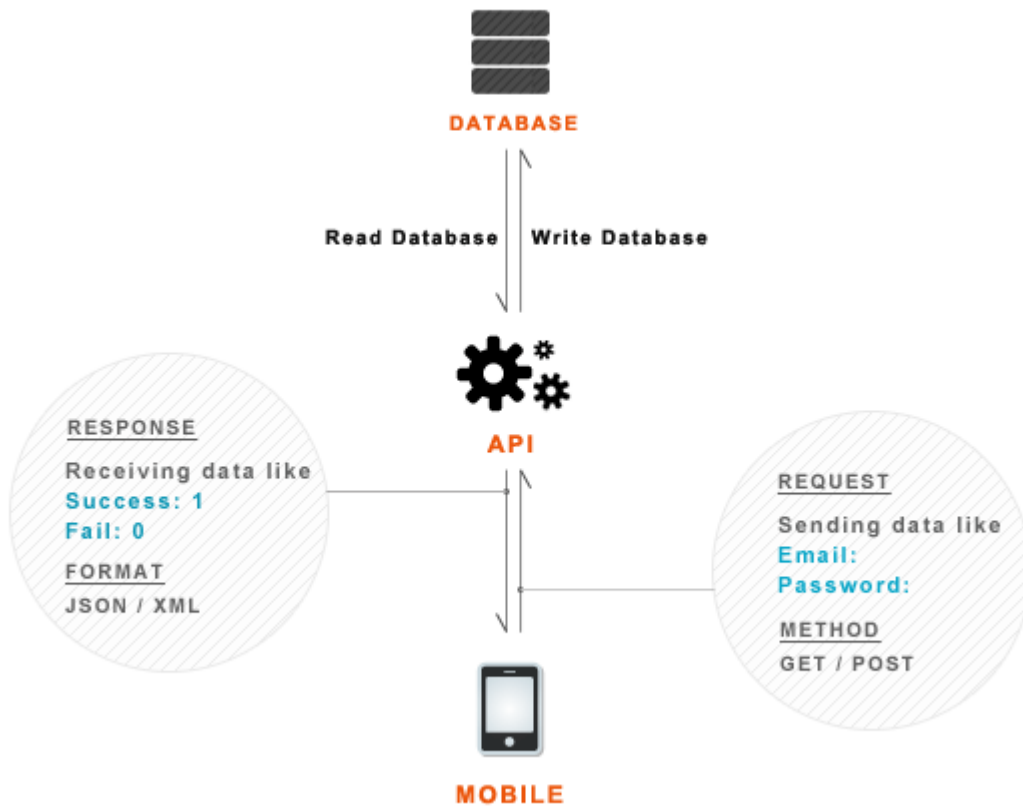 DATABASE
Read Database
Write Database
API
RESPONSE
Receiving data like
Success: 1
Fail: 0
FORMAT
JSON / XML
REQUEST
Sending data like
Email:
Password:
METHOD
GET / POST
MOBILE